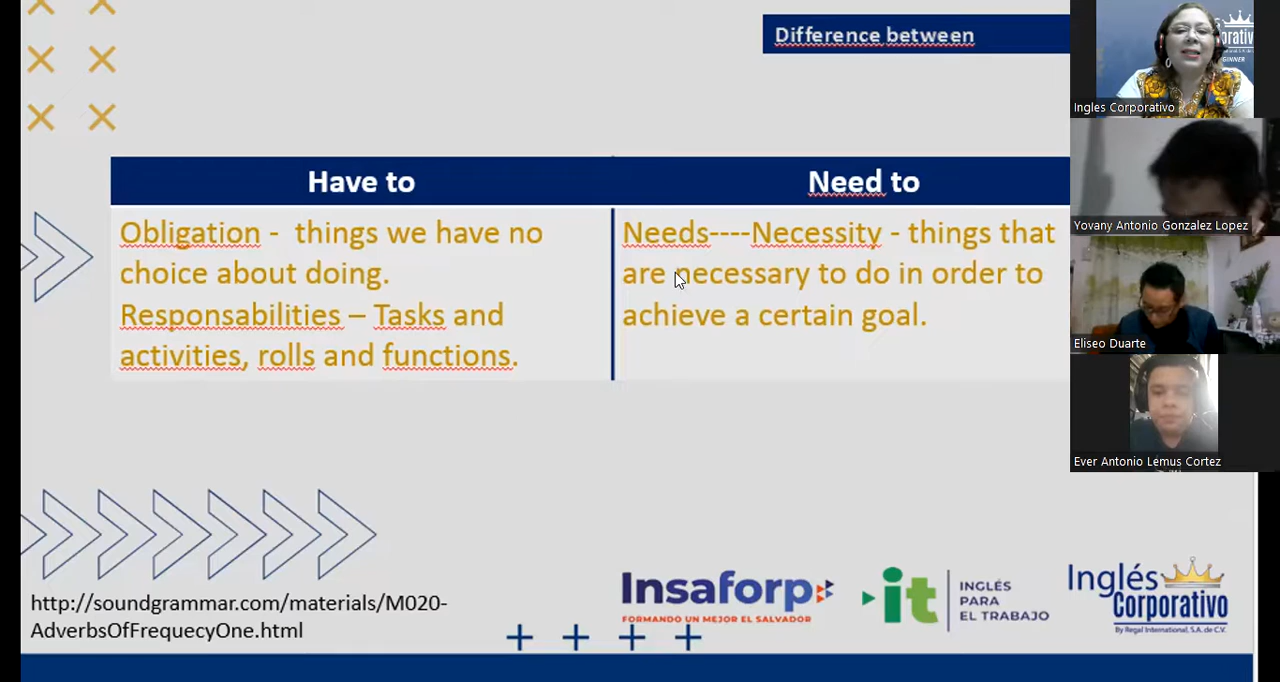 Difference between
Have to
Need to
Obligation - things we have no
choice about doing.
Responsabilities – Tasks and
activities, rolls and functions.
Needs----Necessity - things that
are necessary to do in order to
achieve a certain goal.
Ingles Corporativo
Yovany Antonio Gonzalez Lopez
Eliseo Duarte
Ever Antonio Lemus Cortez
http://soundgrammar.com/materials/M020-
AdverbsOfFrequecyOne.html
Insaforp
FORMANDO UN MEJOR EL SALVADOR
it
INGLÉS
PARA
EL TRABAJO
Inglés
Corporativo
By Regal International, S.A. de C.V.